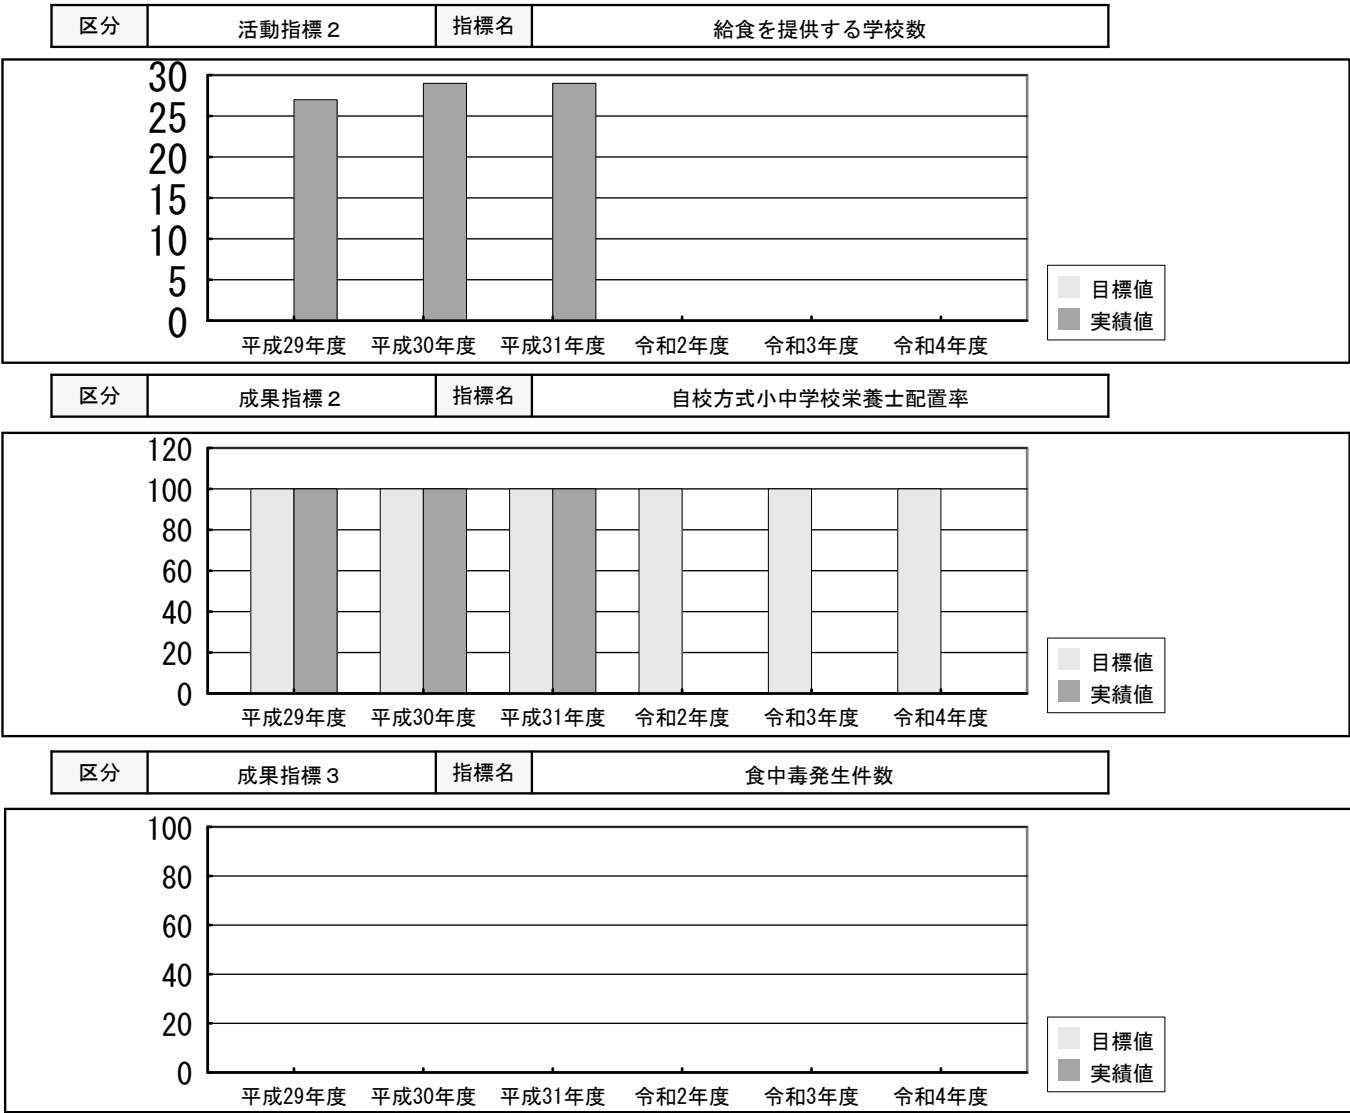 区分 活動指標２ 指標名 給食を提供する学校数
30
25
20
15
10
5
0
平成29年度 平成30年度 平成31年度 令和2年度 令和3年度 令和4年度
目標値
実績値
区分 成果指標２ 指標名 自校方式小中学校栄養士配置率
120
100
80
60
40
20
0
平成29年度 平成30年度 平成31年度 令和2年度 令和3年度 令和4年度
目標値
実績値
区分 成果指標３ 指標名 食中毒発生件数
100
80
60
40
20
0
平成29年度 平成30年度 平成31年度 令和2年度 令和3年度 令和4年度
目標値
実績値